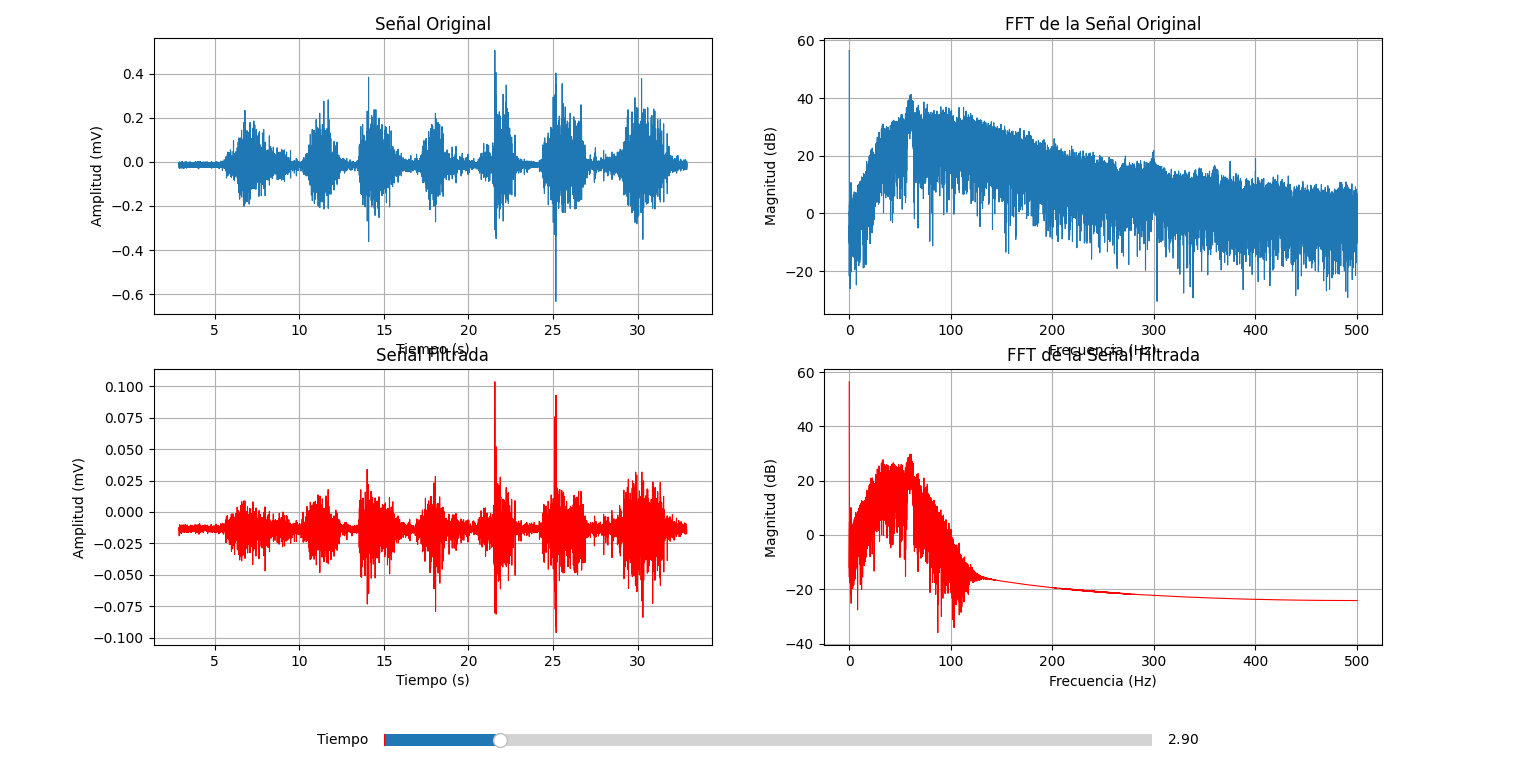 Señal Original
Amplitud (mV)
0.4
0.2
0.0
−0.2
−0.4
−0.6
5 10 15 20 25 30
Tiempo (s)
FFT de la Señal Original
Magnitud (dB)
60
40
20
0
−20
0 100 200 300 400 500
Frecuencia (Hz)
Señal Filtrada
Amplitud (mV)
0.100
0.075
0.050
0.025
0.000
−0.025
−0.050
−0.075
−0.100
5 10 15 20 25 30
Tiempo (s)
FFT de la Señal Filtrada
Magnitud (dB)
60
40
20
0
−20
−40
0 100 200 300 400 500
Frecuencia (Hz)
Tiempo 2.90